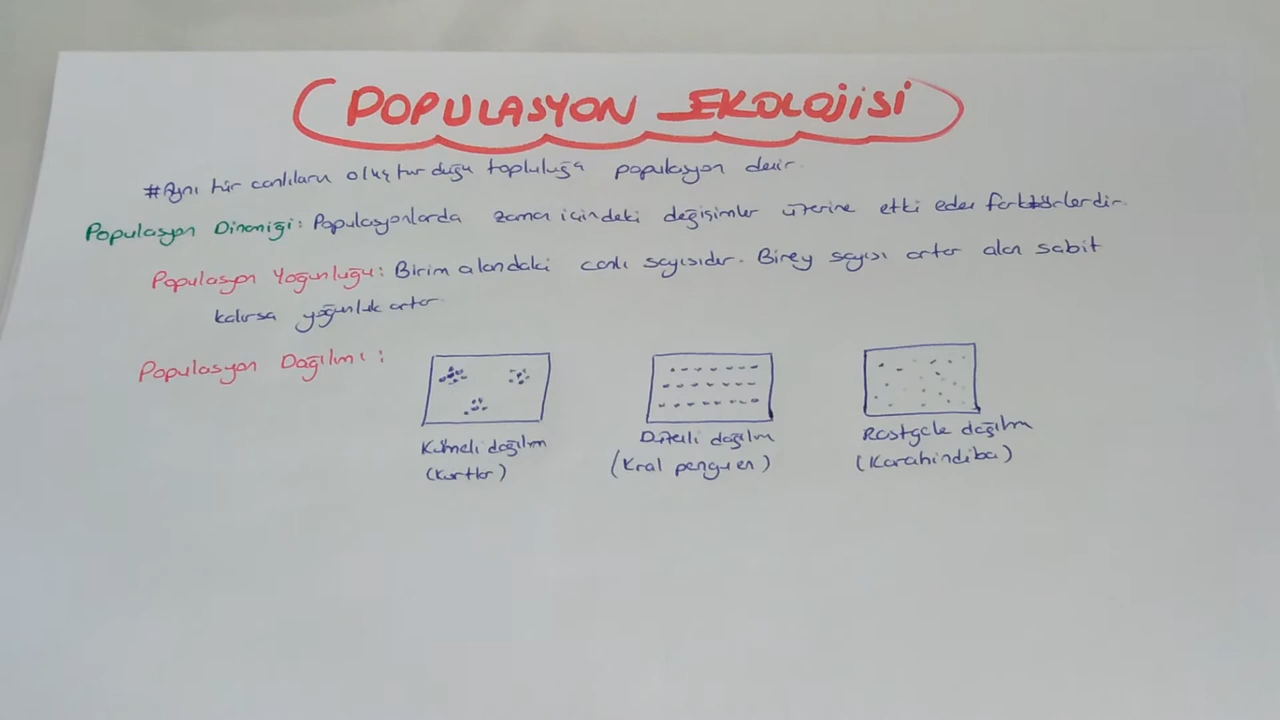 POPULASYON EKOLOJİSİ
#Aynı tür canlıların oluşturduğu topluluğa populasyon denir.
Populasyon Dinamiği: Populasyonlarda zaman içindeki değişimler üzerine etki eden faktörlerdir.
Populasyon Yoğunluğu: Birim alandaki canlı sayısıdır. Birey sayısı artar alan sabit
kalırsa yoğunluk artar.
Populasyon Dağılımı:
Kümeli dağılım Düzenli dağılım Rastgele dağılım
(Kurtlar) (Kral penguen) (Karahindiba)